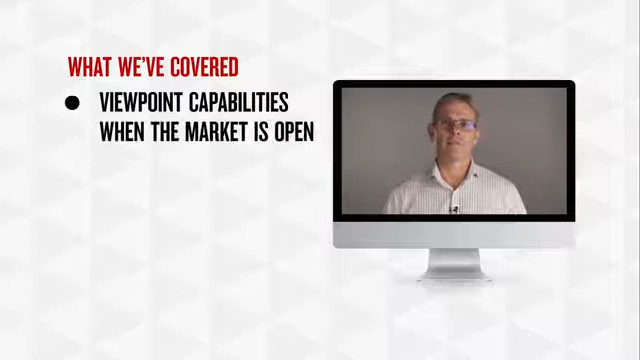 WHAT WE'VE COVERED
VIEWPOINT CAPABILITIES
WHEN THE MARKET IS OPEN